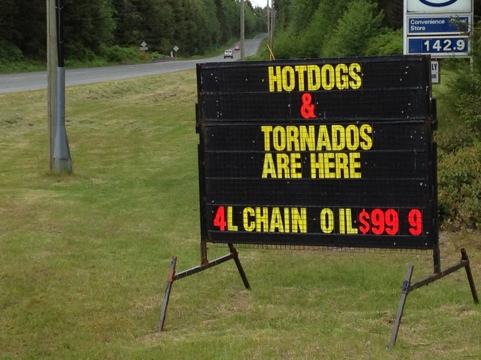 HOTDOGS
&
TORNADOS
ARE HERE
4L CHAIN OIL $99 9
Convenience
Store
142.9